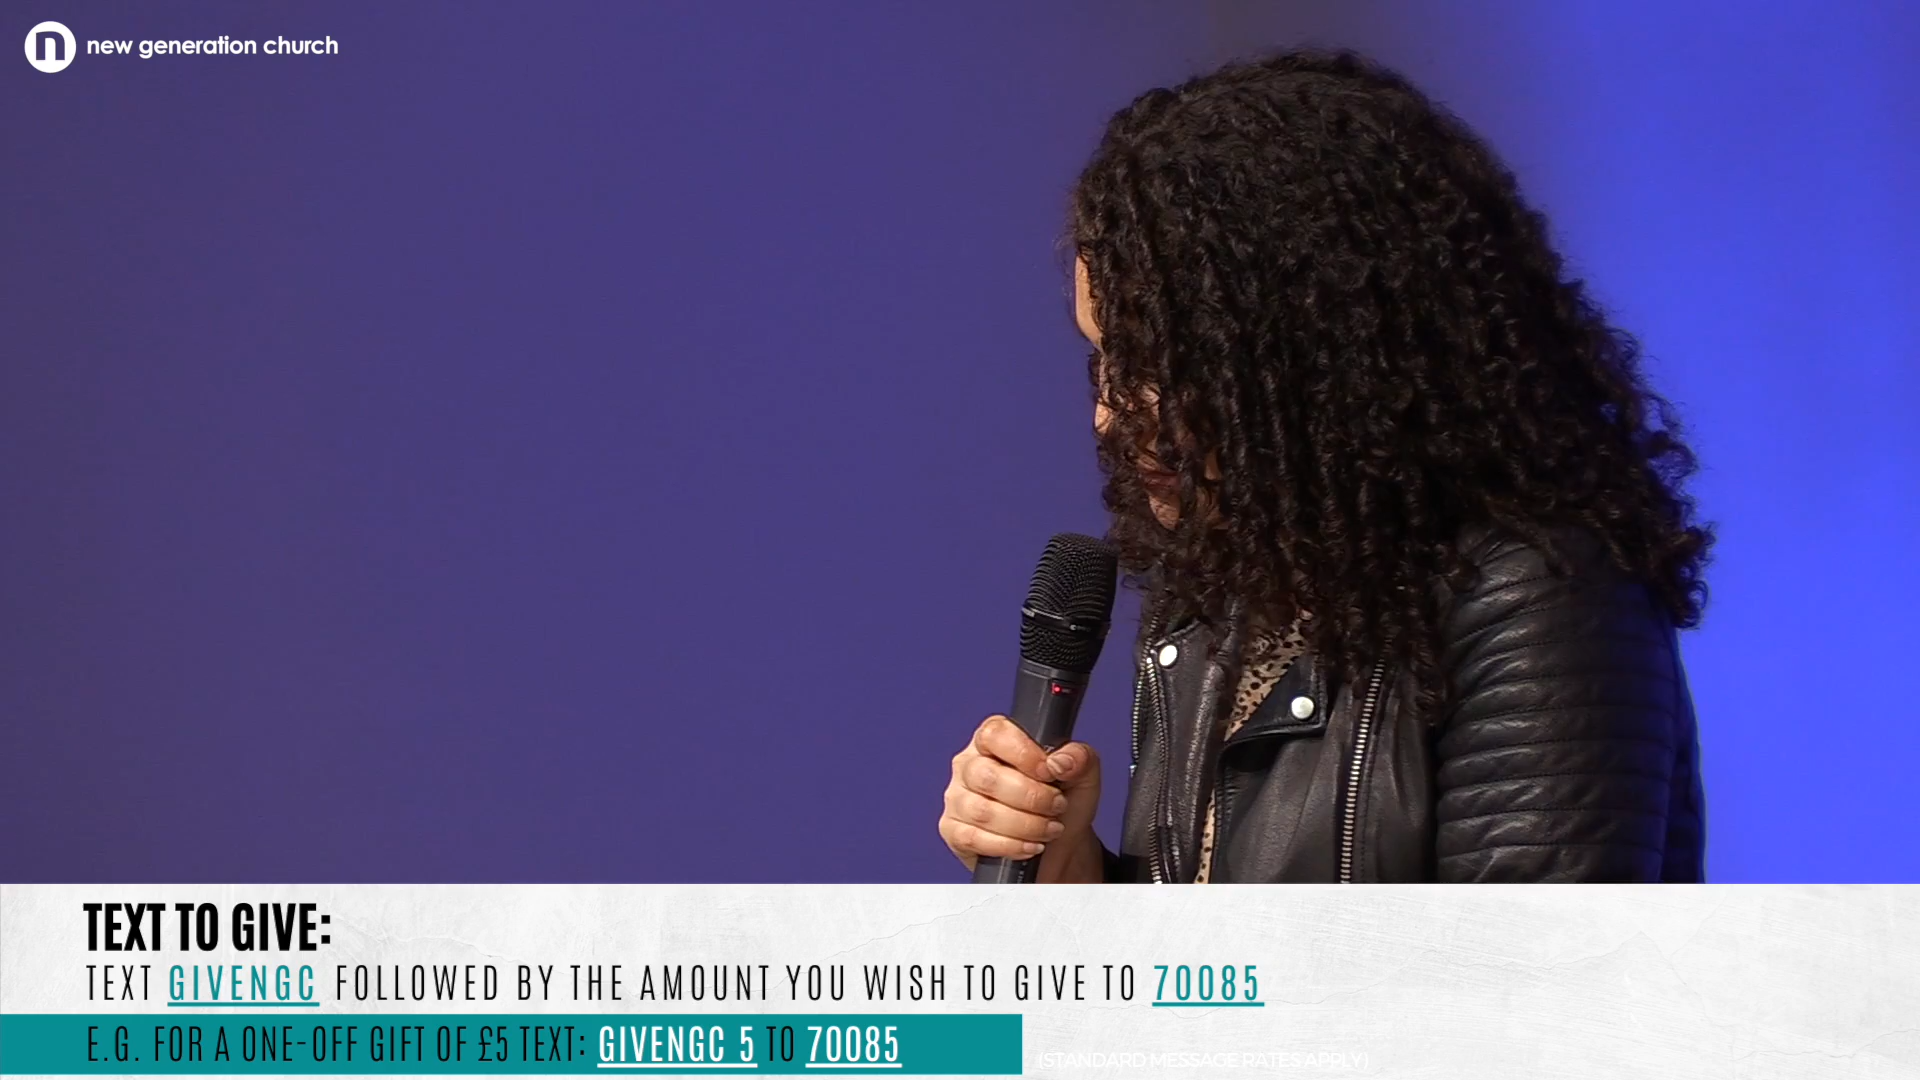 n new generation church
TEXT TO GIVE:
TEXT GIVENGC FOLLOWED BY THE AMOUNT YOU WISH TO GIVE TO 70085
E.G. FOR A ONE-OFF GIFT OF £5 TEXT: GIVENGC 5 TO 70085
(STANDARD MESSAGE RATES APPLY)